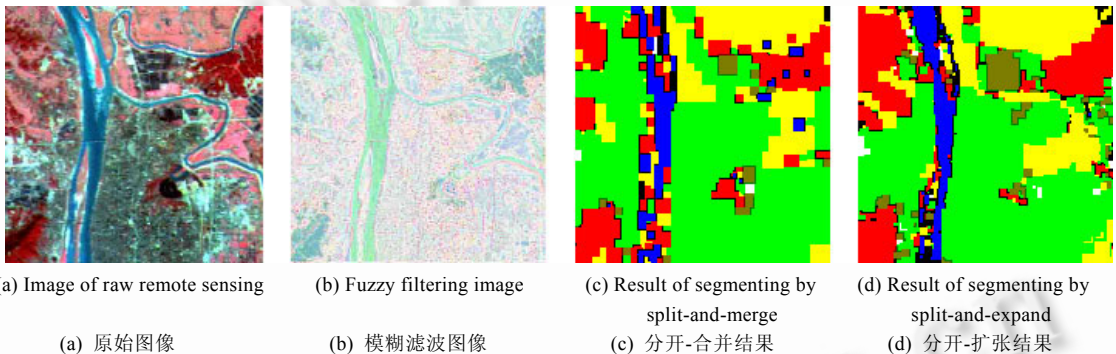 (a) Image of raw remote sensing
(b) Fuzzy filtering image
(c) Result of segmenting by
split-and-merge
(d) Result of segmenting by
split-and-expand
(a) 原始图像
(b) 模糊滤波图像
(c) 分开-合并结果
(d) 分开-扩张结果